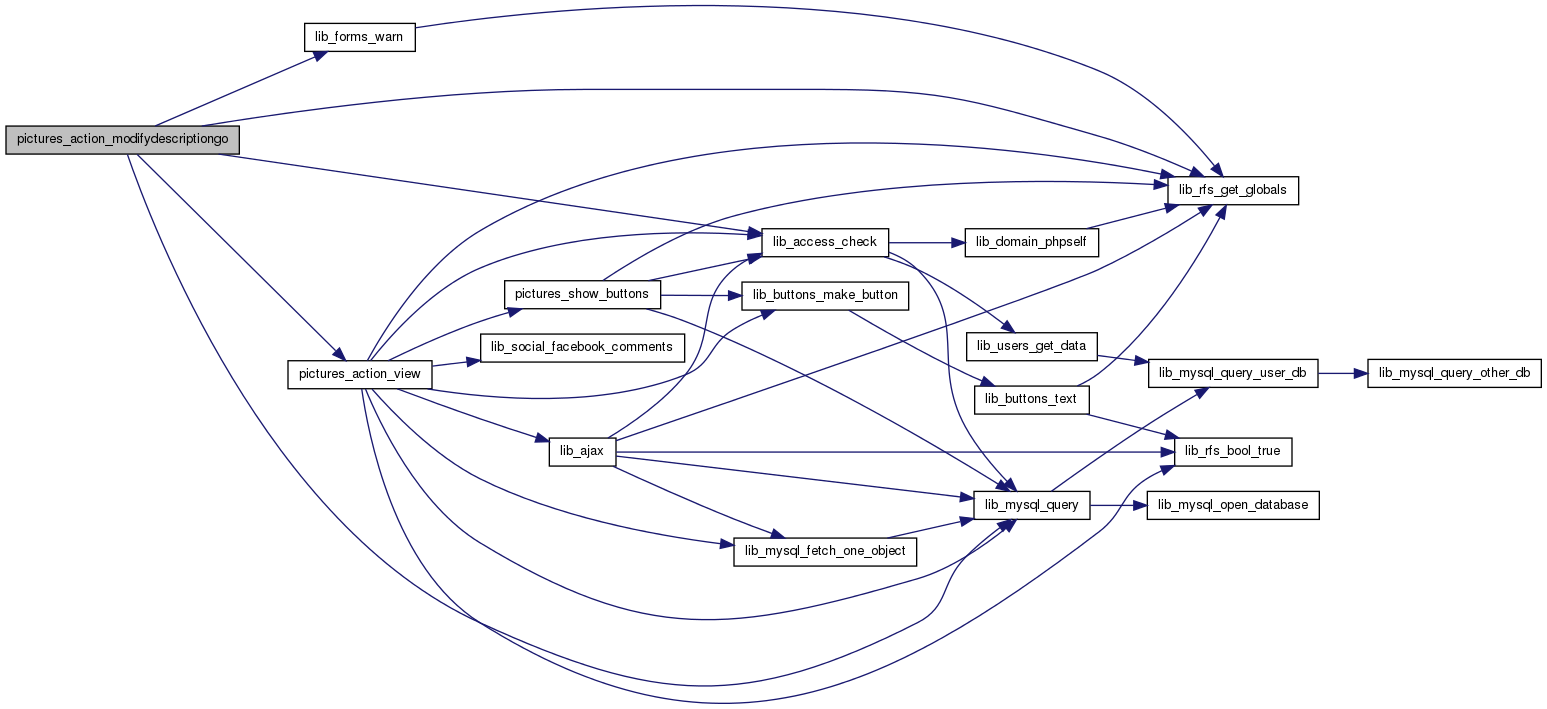 lib_forms_warn
pictures_action_modifydescriptiongo
lib_rfs_get_globals
lib_access_check
lib_domain_phpself
pictures_show_buttons
lib_buttons_make_button
lib_social_facebook_comments
lib_users_get_data
pictures_action_view
lib_mysql_query_user_db
lib_mysql_query_other_db
lib_buttons_text
lib_ajax
lib_rfs_bool_true
lib_mysql_query
lib_mysql_open_database
lib_mysql_fetch_one_object